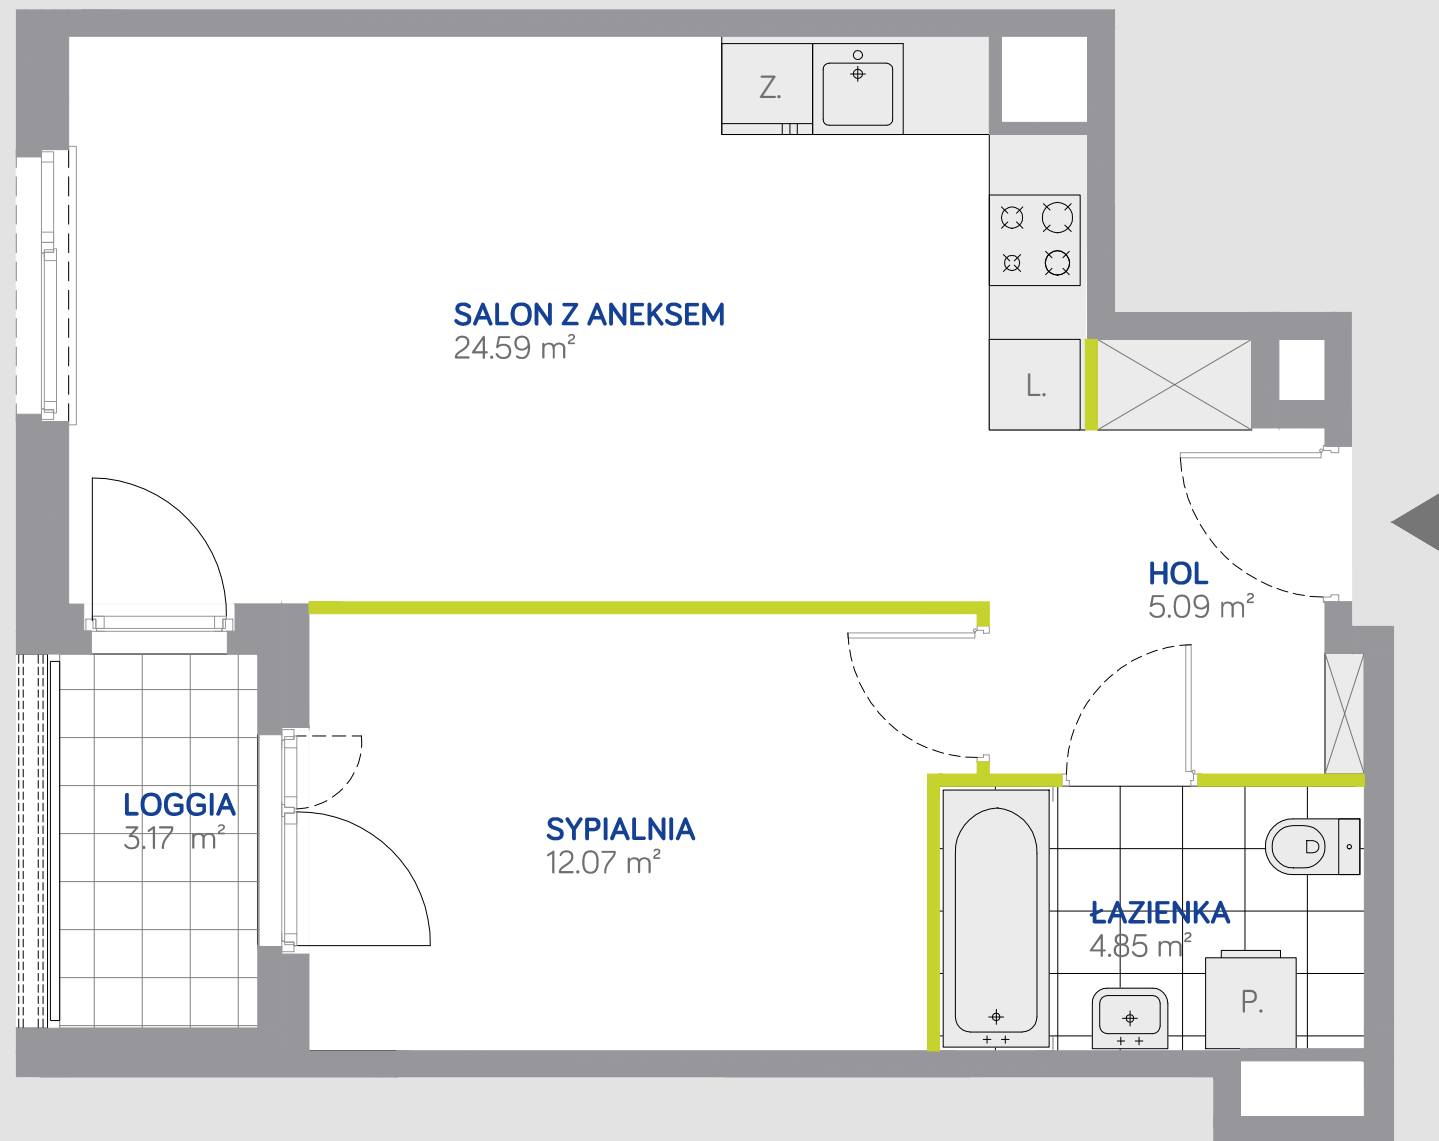 Z.
SALON Z ANEKSEM
24.59 m²
L.
HOL
5.09 m²
LOGGIA
3.17 m²
SYPIALNIA
12.07 m²
ŁAZIENKA
4.85 m²
P.